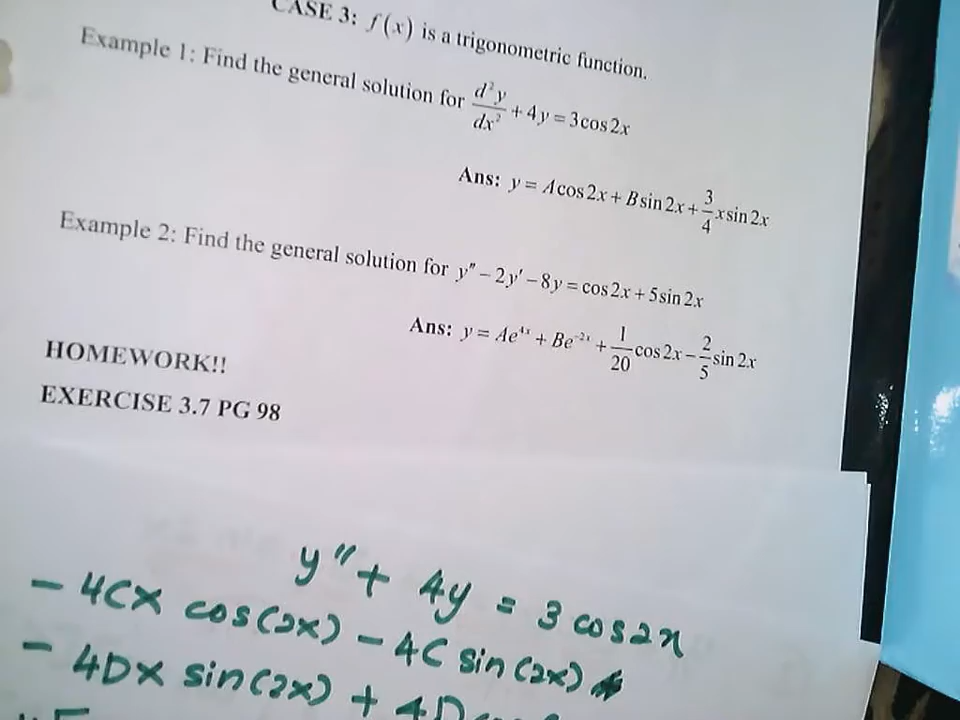 CASE 3: f(x) is a trigonometric function.
Example 1: Find the general solution for d²y/dx² + 4y = 3cos2x
Ans: y = Acos2x + Bsin2x + 3/4 xsin2x
Example 2: Find the general solution for y″ − 2y′ − 8y = cos2x + 5sin2x
Ans: y = Ae⁴ˣ + Be⁻²ˣ + 1/20 cos2x − 2/5 sin2x
HOMEWORK!!
EXERCISE 3.7 PG 98
y″ + 4y = 3 cos2x
− 4Cx cos(2x) − 4C sin(2x)
− 4Dx sin(2x) + 4D